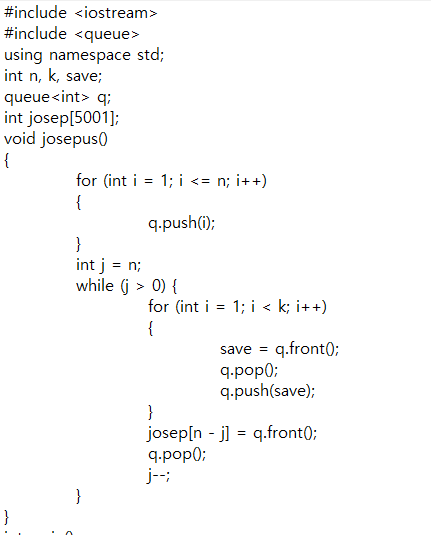 #include <iostream>
#include <queue>
using namespace std;
int n, k, save;
queue<int> q;
int josep[5001];
void josepus()
{
for (int i = 1; i <= n; i++)
{
q.push(i);
}
int j = n;
while (j > 0) {
for (int i = 1; i < k; i++)
{
save = q.front();
q.pop();
q.push(save);
}
josep[n - j] = q.front();
q.pop();
j--;
}
}